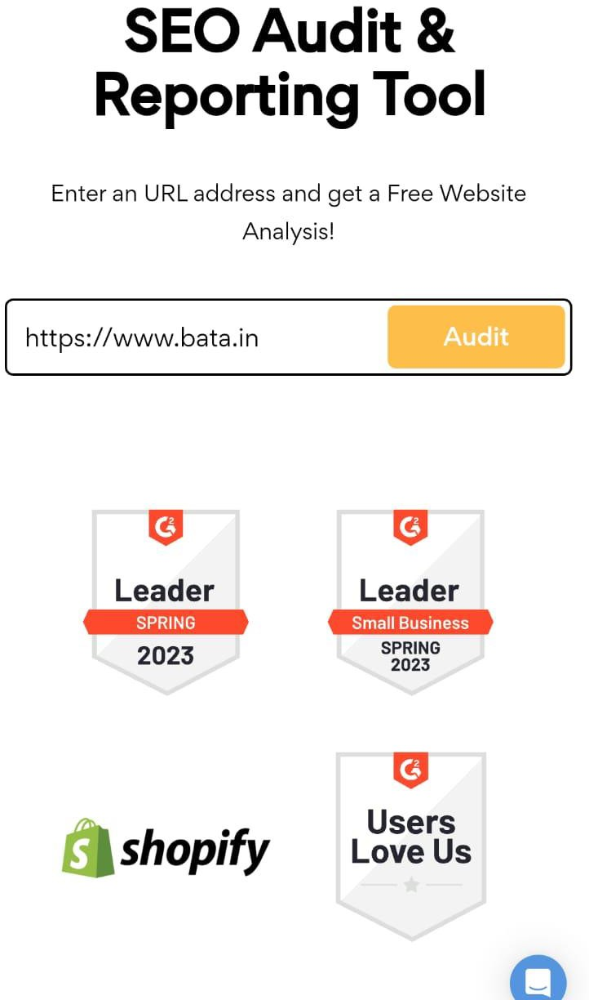 SEO Audit &
Reporting Tool
Enter an URL address and get a Free Website
Analysis!
https://www.bata.in
Audit
G2
Leader
SPRING
2023
G2
Leader
Small Business
SPRING
2023
S shopify
G2
Users
Love Us